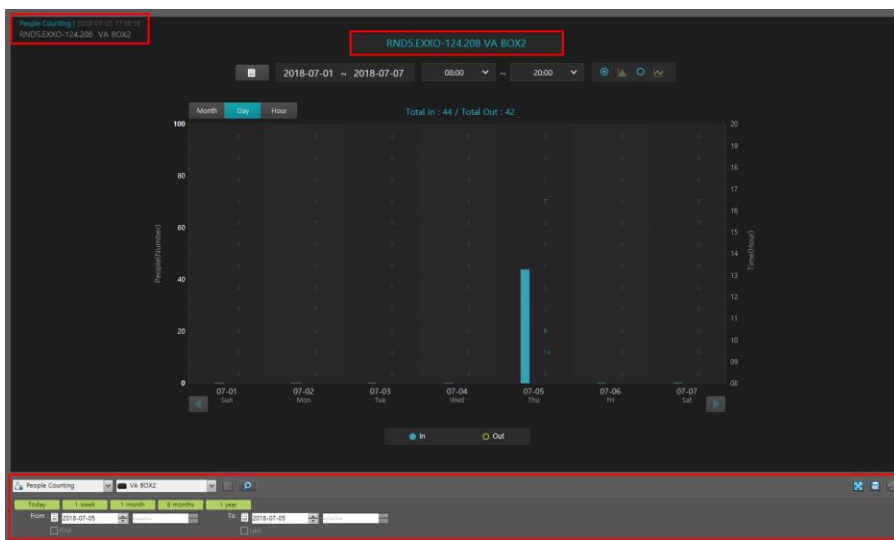 People Counting | 2018-07-05 17:58:16
RND5.EXXO-124.208 VA BOX2
RND5.EXXO-124.208 VA BOX2
2018-07-01 ~ 2018-07-07 08:00 ~ 20:00
Month Day Hour
Total In : 44 / Total Out : 42
100
80
60
40
20
0
People(Number)
20
19
18
17
16
15
14
13
12
11
10
09
08
Time(Hour)
7
8
07-01 07-02 07-03 07-04 07-05 07-06 07-07
Sun Mon Tue Wed Thu Fri Sat
In Out
People Counting VA BOX2
Today 1 week 1 month 6 months 1 year
From 2018-07-05 --:--:-- To 2018-07-05 --:--:--
First Last